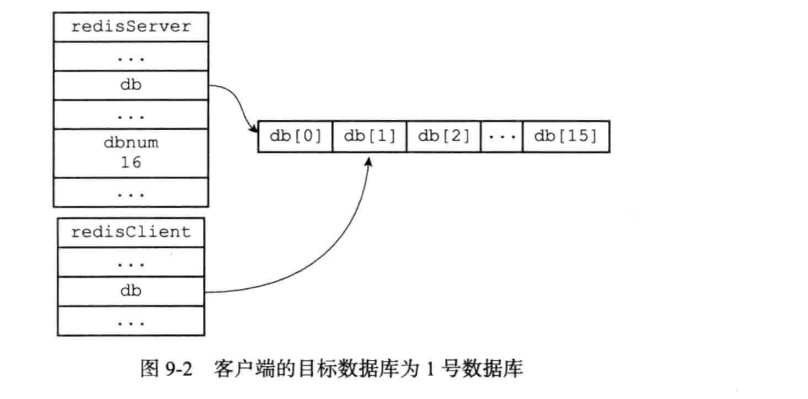 redisServer
...
db
...
dbnum
16
...
db[0] db[1] db[2] ... db[15]
redisClient
...
db
...
图 9-2 客户端的目标数据库为 1 号数据库